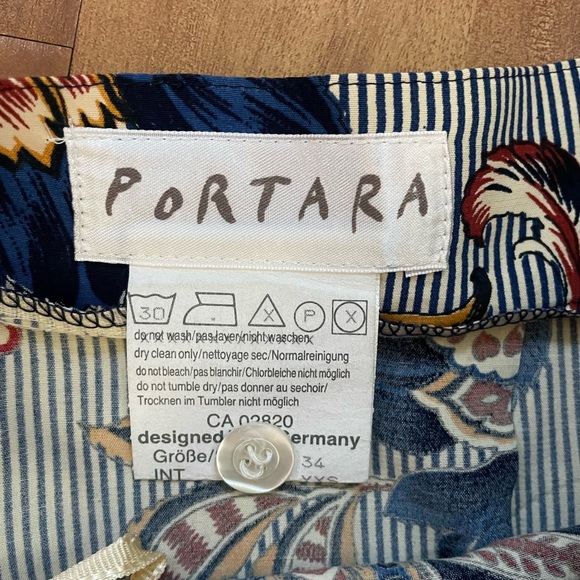 PORTARA
30 X P X
do not wash/pas laver/nicht waschen
dry clean only/nettoyage sec/Normalreinigung
do not bleach/pas blanchir/Chlorbleiche nicht möglich
do not tumble dry/pas donner au sechoir/
Trocknen im Tumbler nicht möglich
CA 02820
designed Germany
Größe/ 34
INT XXS